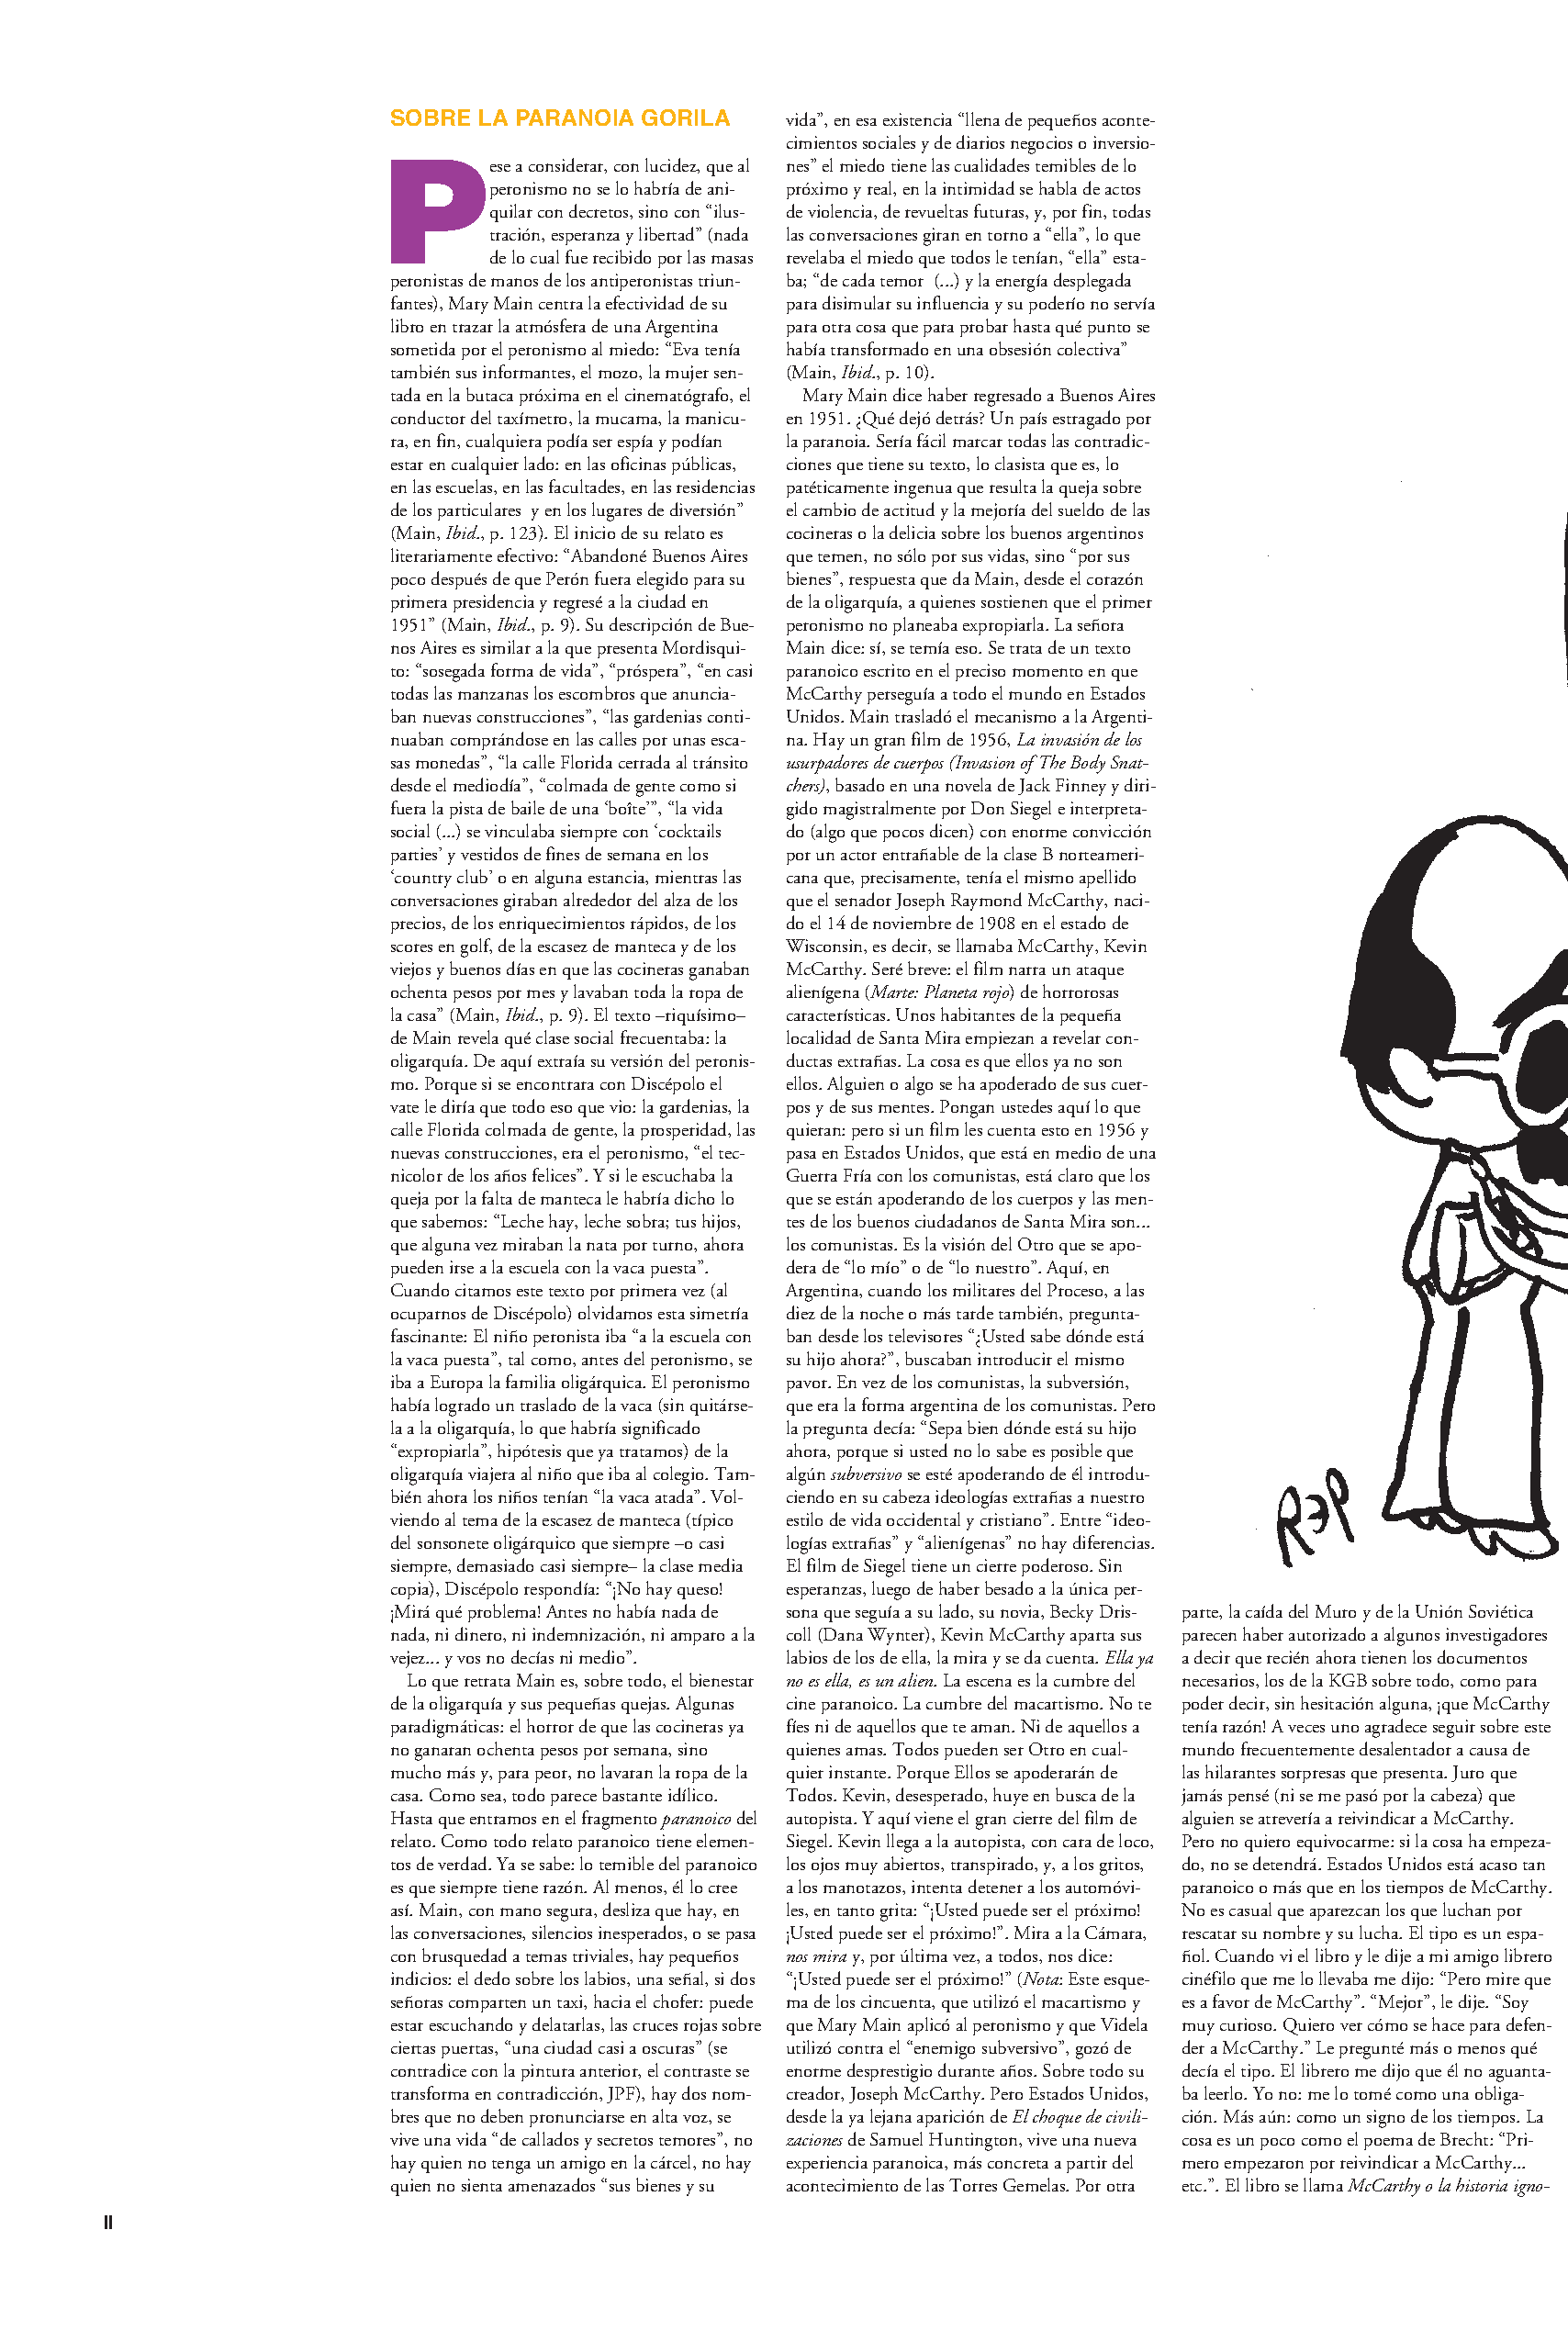 SOBRE LA PARANOIA GORILA
Pese a considerar, con lucidez, que al
peronismo no se lo habría de ani-
quilar con decretos, sino con “ilus-
tración, esperanza y libertad” (nada
de lo cual fue recibido por las masas
peronistas de manos de los antiperonistas triun-
fantes), Mary Main centra la efectividad de su
libro en trazar la atmósfera de una Argentina
sometida por el peronismo al miedo: “Eva tenía
también sus informantes, el mozo, la mujer sen-
tada en la butaca próxima en el cinematógrafo, el
conductor del taxímetro, la mucama, la manicu-
ra, en fin, cualquiera podía ser espía y podían
estar en cualquier lado: en las oficinas públicas,
en las escuelas, en las facultades, en las residencias
de los particulares  y en los lugares de diversión”
(Main, Ibid., p. 123). El inicio de su relato es
literariamente efectivo: “Abandoné Buenos Aires
poco después de que Perón fuera elegido para su
primera presidencia y regresé a la ciudad en
1951” (Main, Ibid., p. 9). Su descripción de Bue-
nos Aires es similar a la que presenta Mordisqui-
to: “sosegada forma de vida”, “próspera”, “en casi
todas las manzanas los escombros que anuncia-
ban nuevas construcciones”, “las gardenias conti-
nuaban comprándose en las calles por unas esca-
sas monedas”, “la calle Florida cerrada al tránsito
desde el mediodía”, “colmada de gente como si
fuera la pista de baile de una ‘boîte’”, “la vida
social (...) se vinculaba siempre con ‘cocktails
parties’ y vestidos de fines de semana en los
‘country club’ o en alguna estancia, mientras las
conversaciones giraban alrededor del alza de los
precios, de los enriquecimientos rápidos, de los
scores en golf, de la escasez de manteca y de los
viejos y buenos días en que las cocineras ganaban
ochenta pesos por mes y lavaban toda la ropa de
la casa” (Main, Ibid., p. 9). El texto –riquísimo–
de Main revela qué clase social frecuentaba: la
oligarquía. De aquí extraía su versión del peronis-
mo. Porque si se encontrara con Discépolo el
vate le diría que todo eso que vio: la gardenias, la
calle Florida colmada de gente, la prosperidad, las
nuevas construcciones, era el peronismo, “el tec-
nicolor de los años felices”. Y si le escuchaba la
queja por la falta de manteca le habría dicho lo
que sabemos: “Leche hay, leche sobra; tus hijos,
que alguna vez miraban la nata por turno, ahora
pueden irse a la escuela con la vaca puesta”.
Cuando citamos este texto por primera vez (al
ocuparnos de Discépolo) olvidamos esta simetría
fascinante: El niño peronista iba “a la escuela con
la vaca puesta”, tal como, antes del peronismo, se
iba a Europa la familia oligárquica. El peronismo
había logrado un traslado de la vaca (sin quitárse-
la a la oligarquía, lo que habría significado
“expropiarla”, hipótesis que ya tratamos) de la
oligarquía viajera al niño que iba al colegio. Tam-
bién ahora los niños tenían “la vaca atada”. Vol-
viendo al tema de la escasez de manteca (típico
del sonsonete oligárquico que siempre –o casi
siempre, demasiado casi siempre– la clase media
copia), Discépolo respondía: “¡No hay queso!
¡Mirá qué problema! Antes no había nada de
nada, ni dinero, ni indemnización, ni amparo a la
vejez... y vos no decías ni medio”.
Lo que retrata Main es, sobre todo, el bienestar
de la oligarquía y sus pequeñas quejas. Algunas
paradigmáticas: el horror de que las cocineras ya
no ganaran ochenta pesos por semana, sino
mucho más y, para peor, no lavaran la ropa de la
casa. Como sea, todo parece bastante idílico.
Hasta que entramos en el fragmento paranoico del
relato. Como todo relato paranoico tiene elemen-
tos de verdad. Ya se sabe: lo temible del paranoico
es que siempre tiene razón. Al menos, él lo cree
así. Main, con mano segura, desliza que hay, en
las conversaciones, silencios inesperados, o se pasa
con brusquedad a temas triviales, hay pequeños
indicios: el dedo sobre los labios, una señal, si dos
señoras comparten un taxi, hacia el chofer: puede
estar escuchando y delatarlas, las cruces rojas sobre
ciertas puertas, “una ciudad casi a oscuras” (se
contradice con la pintura anterior, el contraste se
transforma en contradicción, JPF), hay dos nom-
bres que no deben pronunciarse en alta voz, se
vive una vida “de callados y secretos temores”, no
hay quien no tenga un amigo en la cárcel, no hay
quien no sienta amenazados “sus bienes y su
vida”, en esa existencia “llena de pequeños aconte-
cimientos sociales y de diarios negocios o inversio-
nes” el miedo tiene las cualidades temibles de lo
próximo y real, en la intimidad se habla de actos
de violencia, de revueltas futuras, y, por fin, todas
las conversaciones giran en torno a “ella”, lo que
revelaba el miedo que todos le tenían, “ella” esta-
ba; “de cada temor  (...) y la energía desplegada
para disimular su influencia y su poderío no servía
para otra cosa que para probar hasta qué punto se
había transformado en una obsesión colectiva”
(Main, Ibid., p. 10).
Mary Main dice haber regresado a Buenos Aires
en 1951. ¿Qué dejó detrás? Un país estragado por
la paranoia. Sería fácil marcar todas las contradic-
ciones que tiene su texto, lo clasista que es, lo
patéticamente ingenua que resulta la queja sobre
el cambio de actitud y la mejoría del sueldo de las
cocineras o la delicia sobre los buenos argentinos
que temen, no sólo por sus vidas, sino “por sus
bienes”, respuesta que da Main, desde el corazón
de la oligarquía, a quienes sostienen que el primer
peronismo no planeaba expropiarla. La señora
Main dice: sí, se temía eso. Se trata de un texto
paranoico escrito en el preciso momento en que
McCarthy perseguía a todo el mundo en Estados
Unidos. Main trasladó el mecanismo a la Argenti-
na. Hay un gran film de 1956, La invasión de los
usurpadores de cuerpos (Invasion of The Body Snat-
chers), basado en una novela de Jack Finney y diri-
gido magistralmente por Don Siegel e interpreta-
do (algo que pocos dicen) con enorme convicción
por un actor entrañable de la clase B norteameri-
cana que, precisamente, tenía el mismo apellido
que el senador Joseph Raymond McCarthy, naci-
do el 14 de noviembre de 1908 en el estado de
Wisconsin, es decir, se llamaba McCarthy, Kevin
McCarthy. Seré breve: el film narra un ataque
alienígena (Marte: Planeta rojo) de horrorosas
características. Unos habitantes de la pequeña
localidad de Santa Mira empiezan a revelar con-
ductas extrañas. La cosa es que ellos ya no son
ellos. Alguien o algo se ha apoderado de sus cuer-
pos y de sus mentes. Pongan ustedes aquí lo que
quieran: pero si un film les cuenta esto en 1956 y
pasa en Estados Unidos, que está en medio de una
Guerra Fría con los comunistas, está claro que los
que se están apoderando de los cuerpos y las men-
tes de los buenos ciudadanos de Santa Mira son...
los comunistas. Es la visión del Otro que se apo-
dera de “lo mío” o de “lo nuestro”. Aquí, en
Argentina, cuando los militares del Proceso, a las
diez de la noche o más tarde también, pregunta-
ban desde los televisores “¿Usted sabe dónde está
su hijo ahora?”, buscaban introducir el mismo
pavor. En vez de los comunistas, la subversión,
que era la forma argentina de los comunistas. Pero
la pregunta decía: “Sepa bien dónde está su hijo
ahora, porque si usted no lo sabe es posible que
algún subversivo se esté apoderando de él introdu-
ciendo en su cabeza ideologías extrañas a nuestro
estilo de vida occidental y cristiano”. Entre “ideo-
logías extrañas” y “alienígenas” no hay diferencias.
El film de Siegel tiene un cierre poderoso. Sin
esperanzas, luego de haber besado a la única per-
sona que seguía a su lado, su novia, Becky Dris-
coll (Dana Wynter), Kevin McCarthy aparta sus
labios de los de ella, la mira y se da cuenta. Ella ya
no es ella, es un alien. La escena es la cumbre del
cine paranoico. La cumbre del macartismo. No te
fíes ni de aquellos que te aman. Ni de aquellos a
quienes amas. Todos pueden ser Otro en cual-
quier instante. Porque Ellos se apoderarán de
Todos. Kevin, desesperado, huye en busca de la
autopista. Y aquí viene el gran cierre del film de
Siegel. Kevin llega a la autopista, con cara de loco,
los ojos muy abiertos, transpirado, y, a los gritos,
a los manotazos, intenta detener a los automóvi-
les, en tanto grita: “¡Usted puede ser el próximo!
¡Usted puede ser el próximo!”. Mira a la Cámara,
nos mira y, por última vez, a todos, nos dice:
“¡Usted puede ser el próximo!” (Nota: Este esque-
ma de los cincuenta, que utilizó el macartismo y
que Mary Main aplicó al peronismo y que Videla
utilizó contra el “enemigo subversivo”, gozó de
enorme desprestigio durante años. Sobre todo su
creador, Joseph McCarthy. Pero Estados Unidos,
desde la ya lejana aparición de El choque de civili-
zaciones de Samuel Huntington, vive una nueva
experiencia paranoica, más concreta a partir del
acontecimiento de las Torres Gemelas. Por otra
REP
parte, la caída del Muro y de la Unión Soviética
parecen haber autorizado a algunos investigadores
a decir que recién ahora tienen los documentos
necesarios, los de la KGB sobre todo, como para
poder decir, sin hesitación alguna, ¡que McCarthy
tenía razón! A veces uno agradece seguir sobre este
mundo frecuentemente desalentador a causa de
las hilarantes sorpresas que presenta. Juro que
jamás pensé (ni se me pasó por la cabeza) que
alguien se atrevería a reivindicar a McCarthy.
Pero no quiero equivocarme: si la cosa ha empeza-
do, no se detendrá. Estados Unidos está acaso tan
paranoico o más que en los tiempos de McCarthy.
No es casual que aparezcan los que luchan por
rescatar su nombre y su lucha. El tipo es un espa-
ñol. Cuando vi el libro y le dije a mi amigo librero
cinéfilo que me lo llevaba me dijo: “Pero mire que
es a favor de McCarthy”. “Mejor”, le dije. “Soy
muy curioso. Quiero ver cómo se hace para defen-
der a McCarthy.” Le pregunté más o menos qué
decía el tipo. El librero me dijo que él no aguanta-
ba leerlo. Yo no: me lo tomé como una obliga-
ción. Más aún: como un signo de los tiempos. La
cosa es un poco como el poema de Brecht: “Pri-
mero empezaron por reivindicar a McCarthy...
etc.”. El libro se llama McCarthy o la historia igno-
II